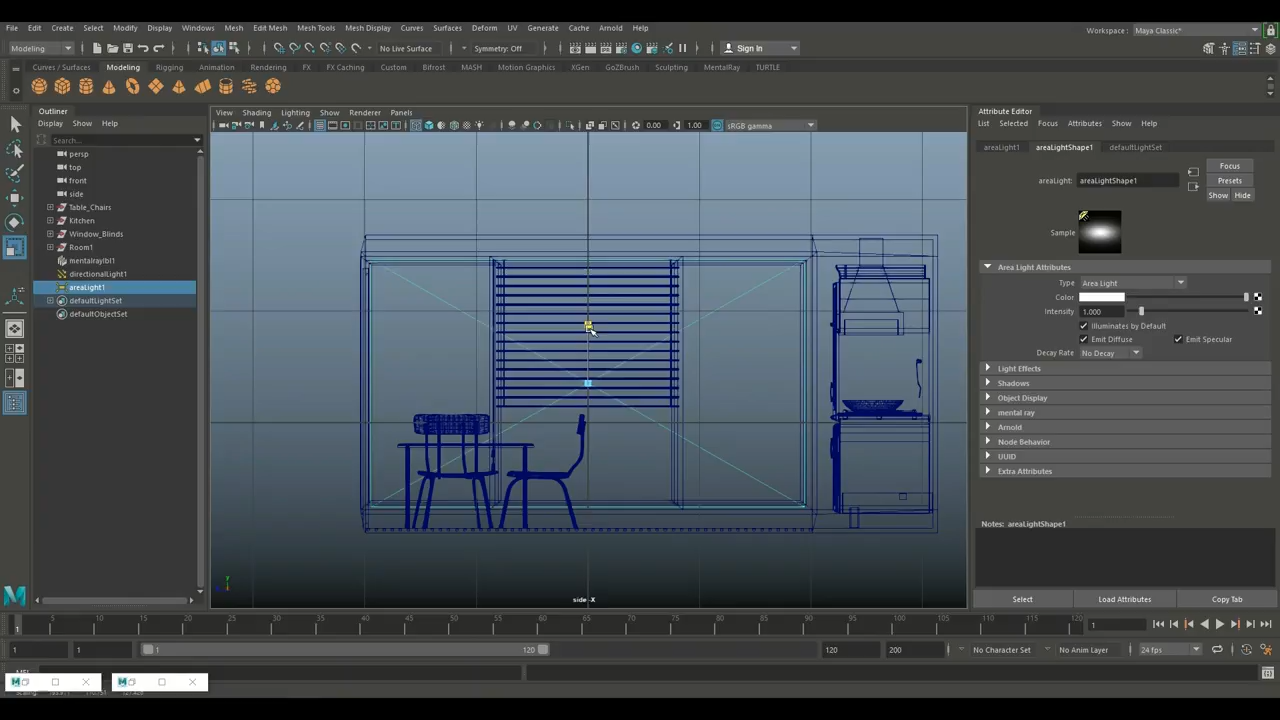 File Edit Create Select Modify Display Windows Mesh Edit Mesh Mesh Tools Mesh Display Curves Surfaces Deform UV Generate Cache Arnold Help
Workspace : Maya Classic*
Modeling No Live Surface Symmetry: Off Sign In
Curves / Surfaces Modeling Rigging Animation Rendering FX FX Caching Custom Bifrost MASH Motion Graphics XGen GoZBrush Sculpting MentalRay TURTLE
Outliner
Display Show Help
Search...
persp
top
front
side
Table_Chairs
Kitchen
Window_Blinds
Room1
mentalrayIbl1
directionalLight1
areaLight1
defaultLightSet
defaultObjectSet
View Shading Lighting Show Renderer Panels
0.00 1.00 sRGB gamma
side -X
Attribute Editor
List Selected Focus Attributes Show Help
areaLight1 areaLightShape1 defaultLightSet
Focus
areaLight: areaLightShape1 Presets
Show Hide
Sample
Area Light Attributes
Type Area Light
Color
Intensity 1.000
Illuminates by Default
Emit Diffuse Emit Specular
Decay Rate No Decay
Light Effects
Shadows
Object Display
mental ray
Arnold
Node Behavior
UUID
Extra Attributes
Notes: areaLightShape1
Select Load Attributes Copy Tab
5 10 15 20 25 30 35 40 45 50 55 60 65 70 75 80 85 90 95 100 105 110 115 120
1 1
1 1 1 120 120 200 No Character Set No Anim Layer 24 fps